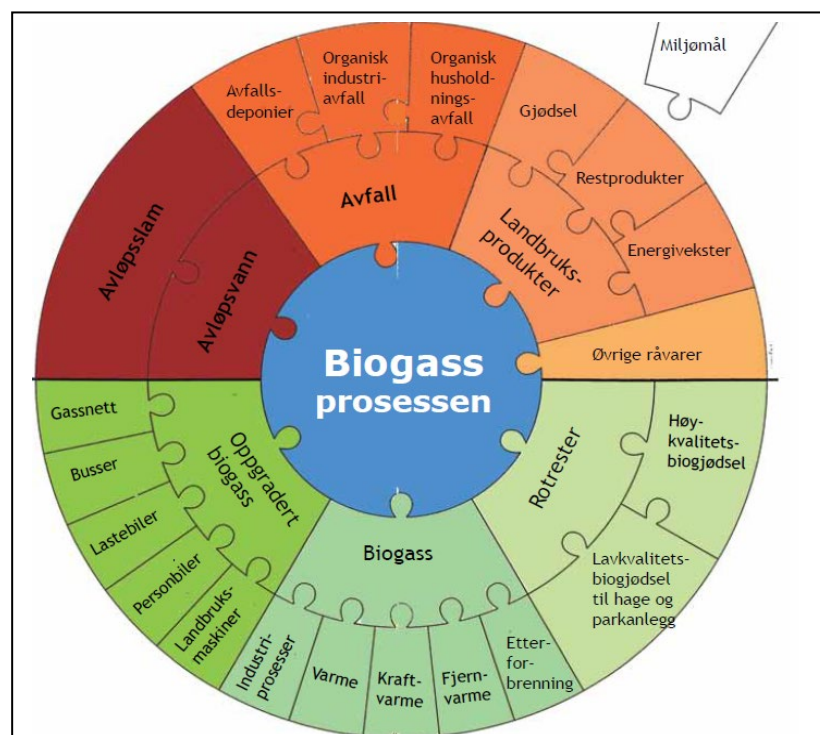 Miljømål
Avfalls-
deponier
Organisk
industri-
avfall
Organisk
hushold-
nings-
avfall
Gjødsel
Restprodukter
Energivekster
Avløpsslam
Avløpsvann
Avfall
Landbruks-
produkter
Øvrige råvarer
Biogass
prosessen
Gassnett
Busser
Lastebiler
Personbiler
Landbruks-
maskiner
Oppgradert
biogass
Biogass
Industri-
prosesser
Varme
Kraft-
varme
Fjern-
varme
Etter-
for-
brenning
Rotrester
Høy-
kvalitets-
biogjødsel
Lavkvalitets-
biogjødsel
til hage og
parkanlegg